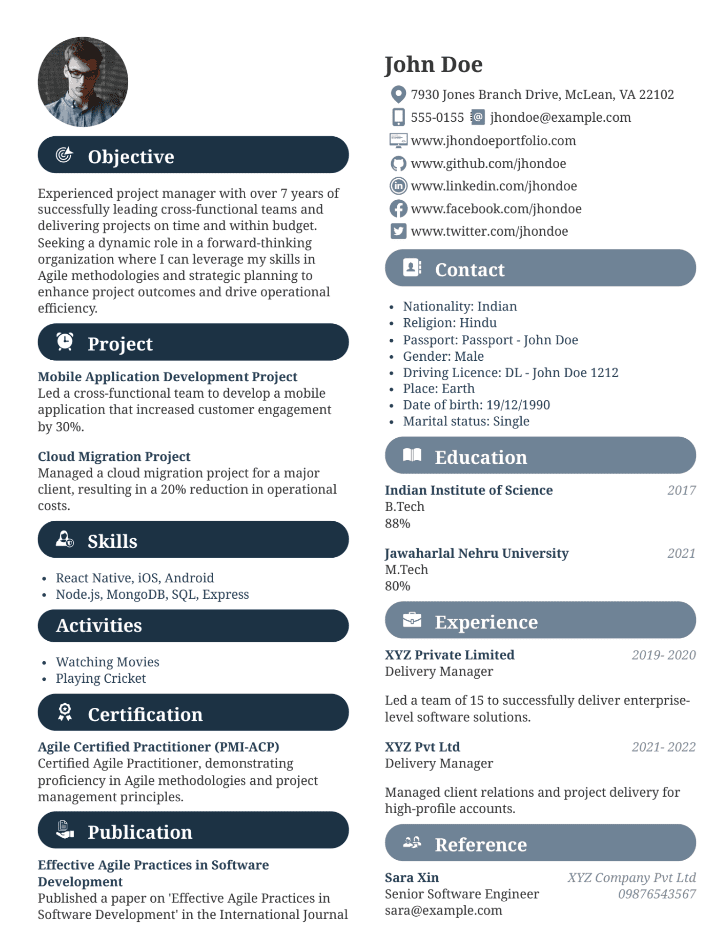 Objective
Experienced project manager with over 7 years of
successfully leading cross-functional teams and
delivering projects on time and within budget.
Seeking a dynamic role in a forward-thinking
organization where I can leverage my skills in
Agile methodologies and strategic planning to
enhance project outcomes and drive operational
efficiency.
Project
Mobile Application Development Project
Led a cross-functional team to develop a mobile
application that increased customer engagement
by 30%.
Cloud Migration Project
Managed a cloud migration project for a major
client, resulting in a 20% reduction in operational
costs.
Skills
• React Native, iOS, Android
• Node.js, MongoDB, SQL, Express
Activities
• Watching Movies
• Playing Cricket
Certification
Agile Certified Practitioner (PMI-ACP)
Certified Agile Practitioner, demonstrating
proficiency in Agile methodologies and project
management principles.
Publication
Effective Agile Practices in Software
Development
Published a paper on 'Effective Agile Practices in
Software Development' in the International Journal
John Doe
7930 Jones Branch Drive, McLean, VA 22102
555-0155 jhondoe@example.com
www.jhondoeportfolio.com
www.github.com/jhondoe
www.linkedin.com/jhondoe
www.facebook.com/jhondoe
www.twitter.com/jhondoe
Contact
• Nationality: Indian
• Religion: Hindu
• Passport: Passport - John Doe
• Gender: Male
• Driving Licence: DL - John Doe 1212
• Place: Earth
• Date of birth: 19/12/1990
• Marital status: Single
Education
Indian Institute of Science 2017
B.Tech
88%
Jawaharlal Nehru University 2021
M.Tech
80%
Experience
XYZ Private Limited 2019- 2020
Delivery Manager
Led a team of 15 to successfully deliver enterprise-
level software solutions.
XYZ Pvt Ltd 2021- 2022
Delivery Manager
Managed client relations and project delivery for
high-profile accounts.
Reference
Sara Xin XYZ Company Pvt Ltd
Senior Software Engineer 09876543567
sara@example.com